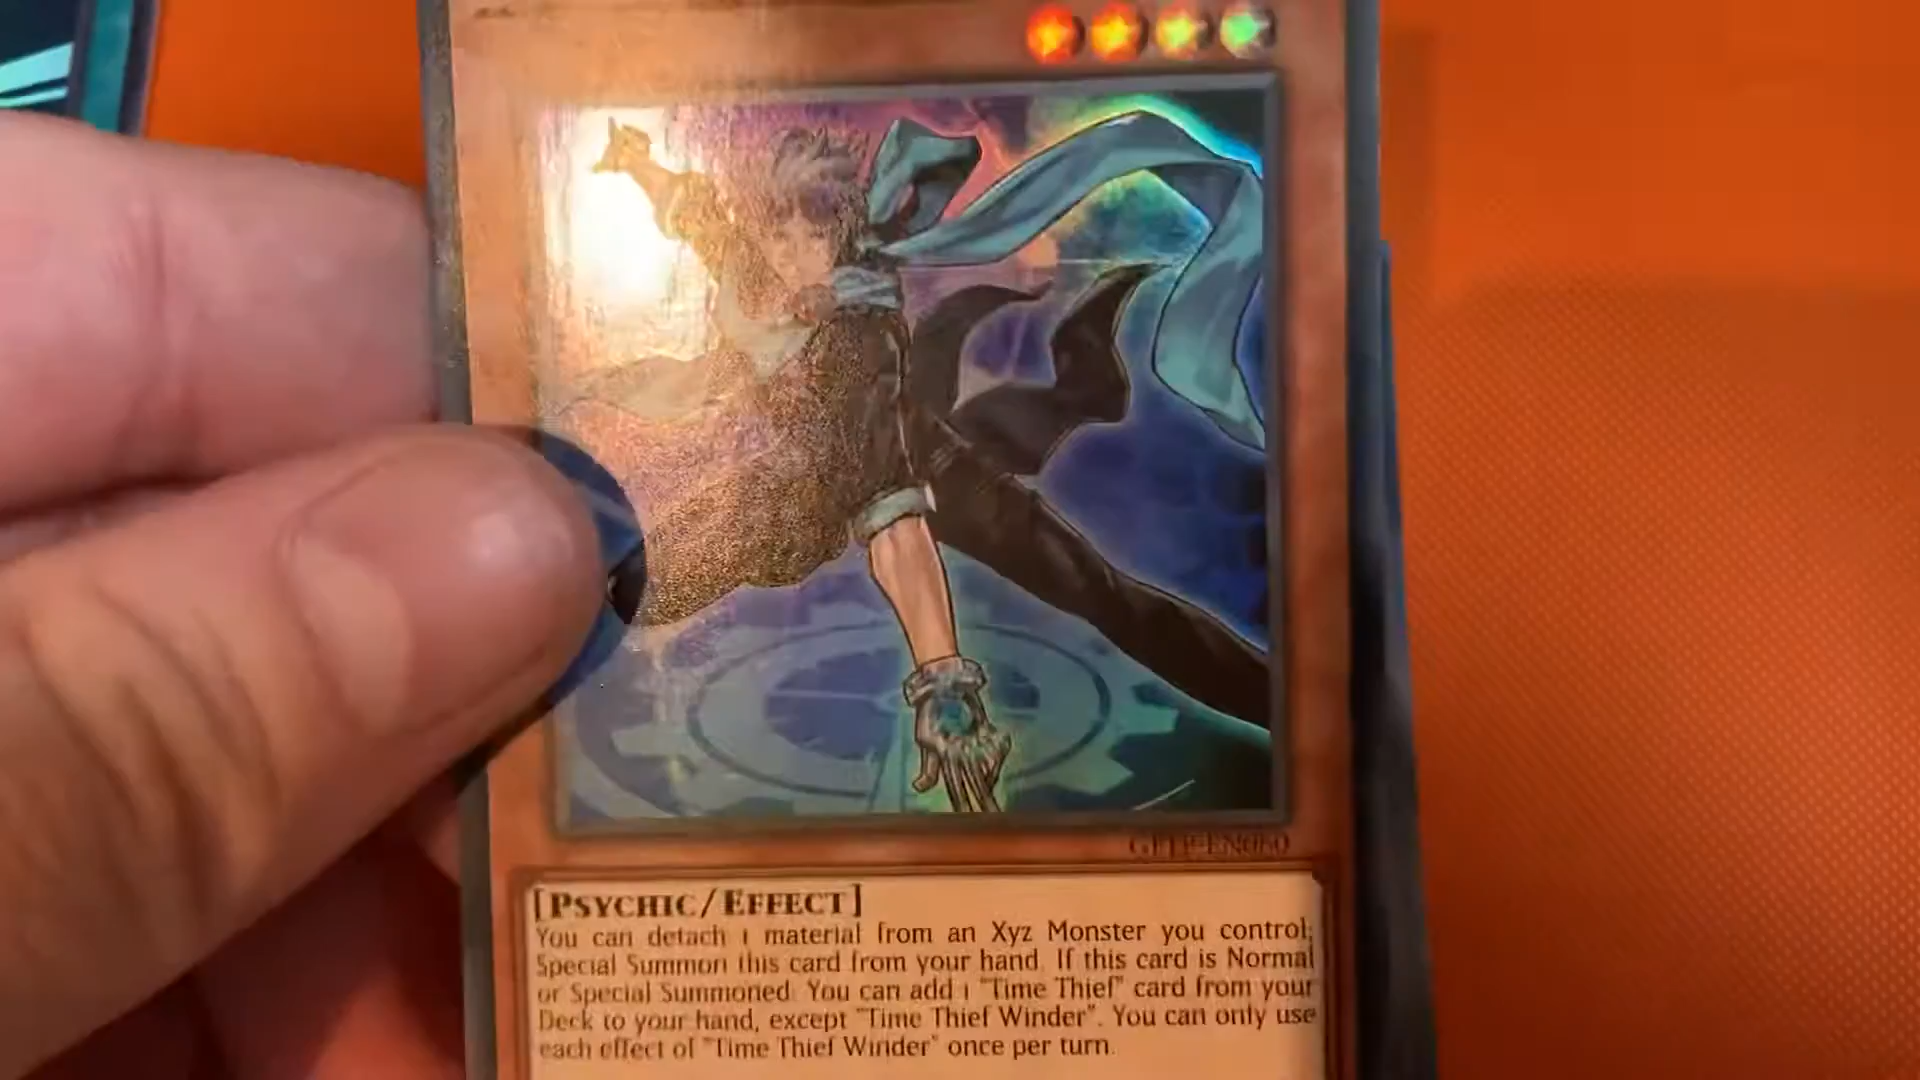 [PSYCHIC/EFFECT]
You can detach 1 material from an Xyz Monster you control;
Special Summon this card from your hand. If this card is Normal
or Special Summoned: You can add 1 "Time Thief" card from your
Deck to your hand, except "Time Thief Winder". You can only use
each effect of "Time Thief Winder" once per turn.